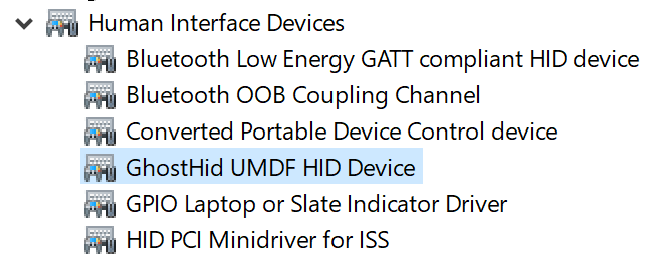 Human Interface Devices
Bluetooth Low Energy GATT compliant HID device
Bluetooth OOB Coupling Channel
Converted Portable Device Control device
GhostHid UMDF HID Device
GPIO Laptop or Slate Indicator Driver
HID PCI Minidriver for ISS